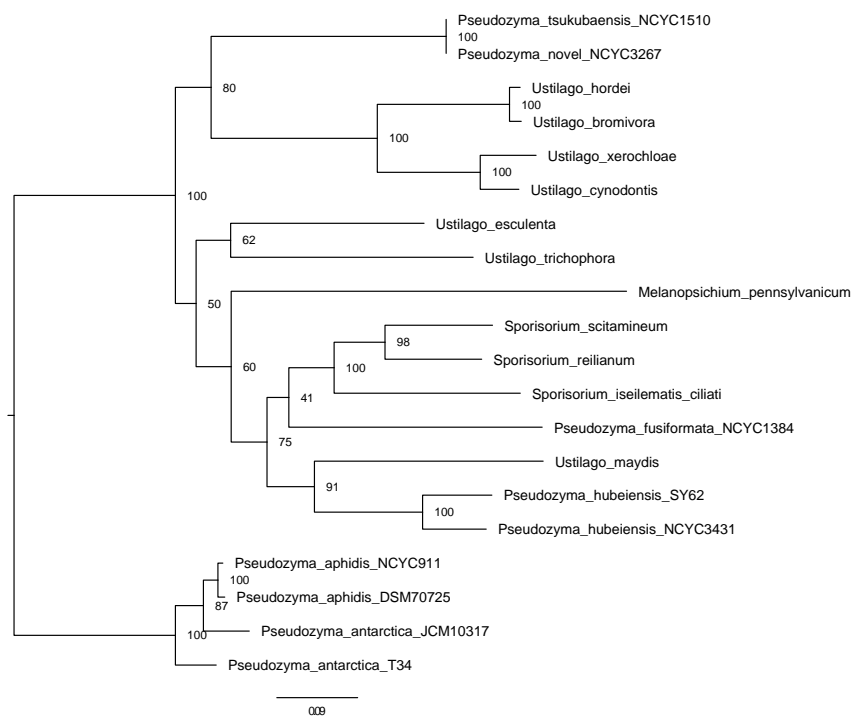 Pseudozyma_tsukubaensis_NCYC1510
100
Pseudozyma_novel_NCYC3267
80
Ustilago_hordei
100
Ustilago_bromivora
100
Ustilago_xerochloae
100
Ustilago_cynodontis
100
Ustilago_esculenta
62
Ustilago_trichophora
50
Melanopsichium_pennsylvanicum
Sporisorium_scitamineum
98
Sporisorium_reilianum
60
100
Sporisorium_iseilematis_ciliati
41
Pseudozyma_fusiformata_NCYC1384
75
Ustilago_maydis
91
Pseudozyma_hubeiensis_SY62
100
Pseudozyma_hubeiensis_NCYC3431
Pseudozyma_aphidis_NCYC911
100
Pseudozyma_aphidis_DSM70725
87
Pseudozyma_antarctica_JCM10317
100
Pseudozyma_antarctica_T34
0.09